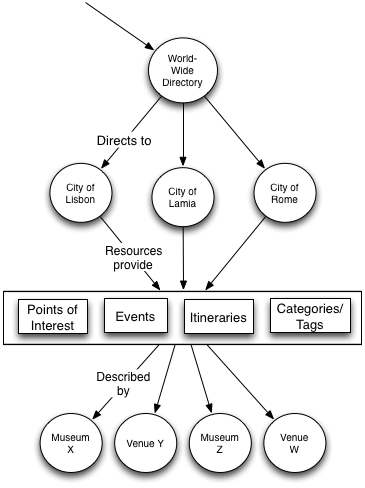 World-
Wide
Directory
Directs to
City of
Lisbon
City of
Lamia
City of
Rome
Resources
provide
Points of
Interest
Events
Itineraries
Categories/
Tags
Described
by
Museum
X
Venue Y
Museum
Z
Venue
W